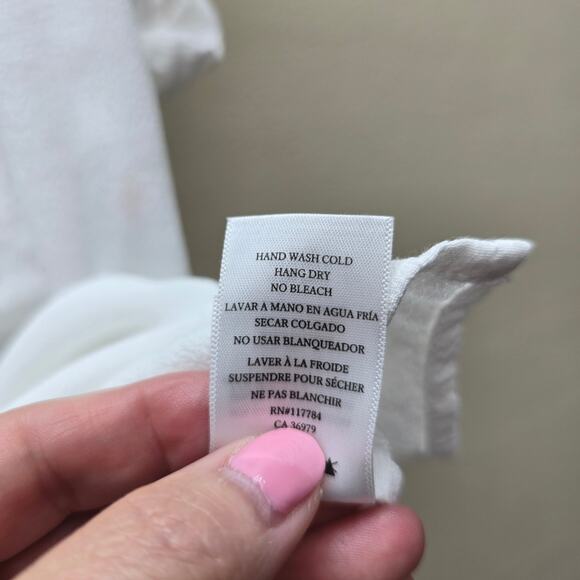 HAND WASH COLD
HANG DRY
NO BLEACH
LAVAR A MANO EN AGUA FRÍA
SECAR COLGADO
NO USAR BLANQUEADOR
LAVER À LA FROIDE
SUSPENDRE POUR SÉCHER
NE PAS BLANCHIR
RN#117784
CA 36979